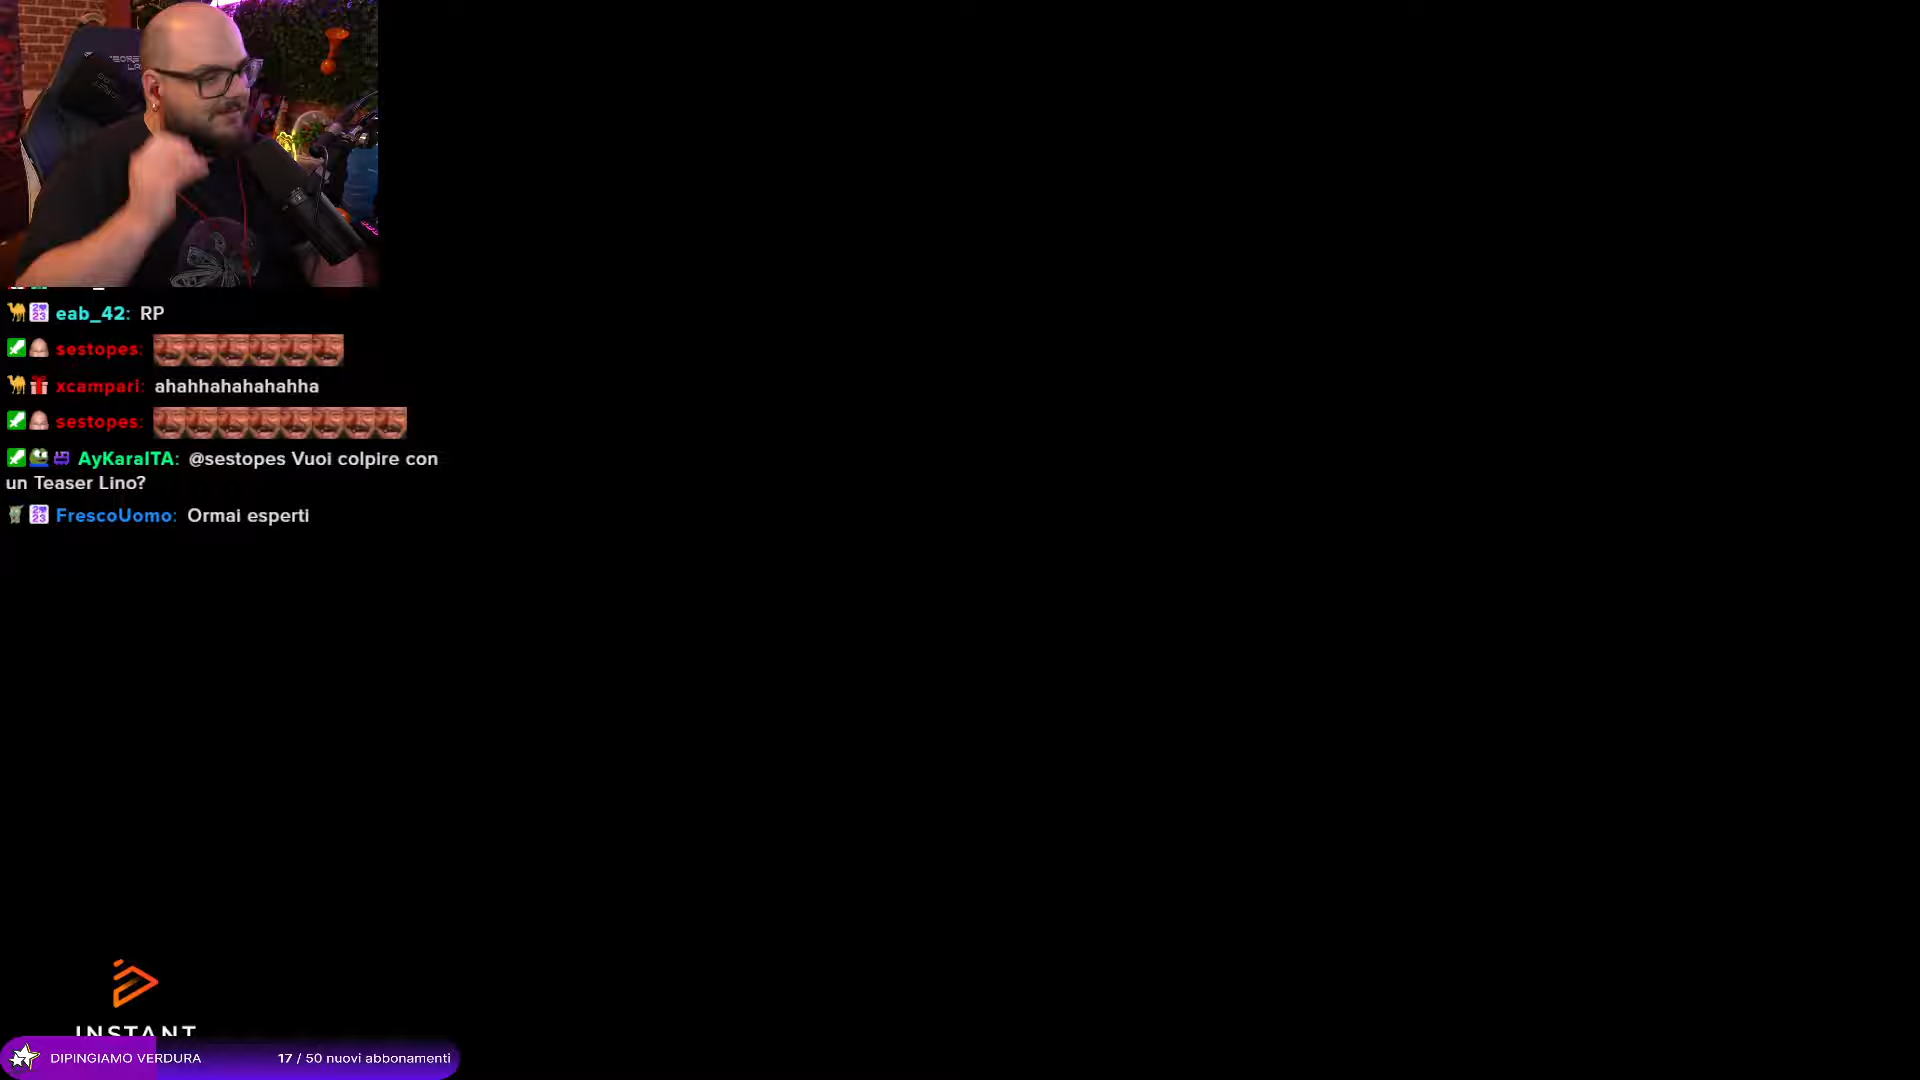 eab_42: RP
sestopes:
xcampari: ahahhahahahahha
sestopes:
AyKaraITA: @sestopes Vuoi colpire con
un Teaser Lino?
FrescoUomo: Ormai esperti
INSTANT
DIPINGIAMO VERDURA 17 / 50 nuovi abbonamenti